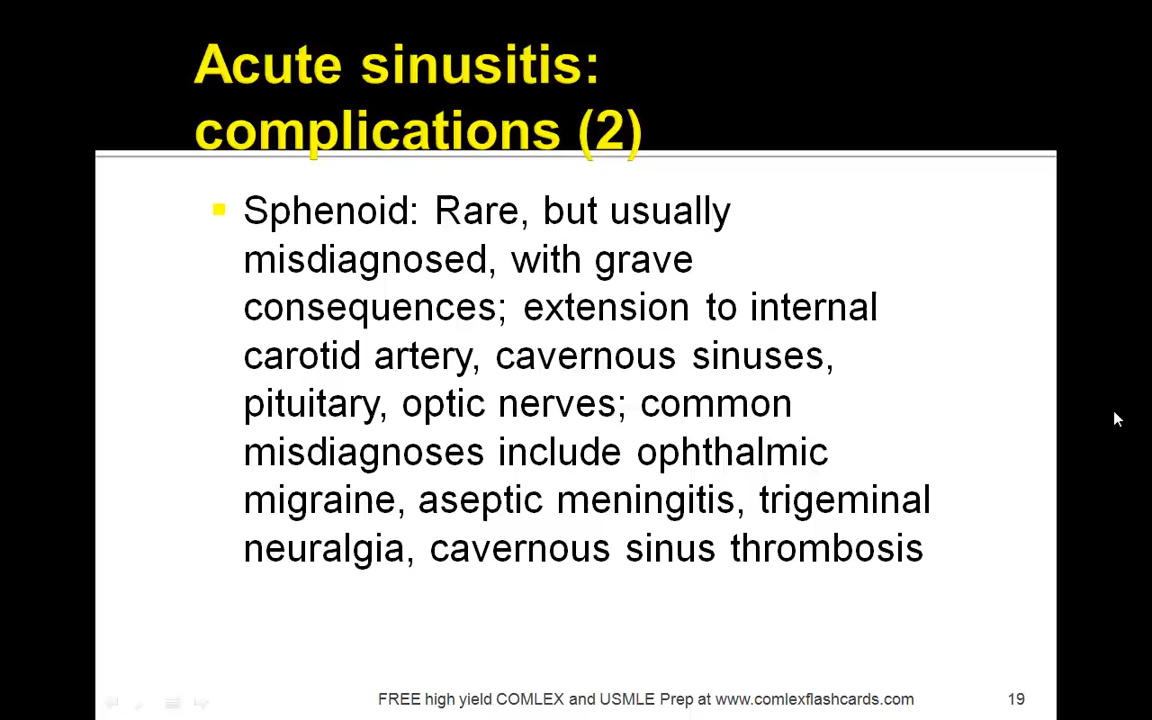 Acute sinusitis:
complications (2)
Sphenoid: Rare, but usually
misdiagnosed, with grave
consequences; extension to internal
carotid artery, cavernous sinuses,
pituitary, optic nerves; common
misdiagnoses include ophthalmic
migraine, aseptic meningitis, trigeminal
neuralgia, cavernous sinus thrombosis
FREE high yield COMLEX and USMLE Prep at www.comlexflashcards.com
19